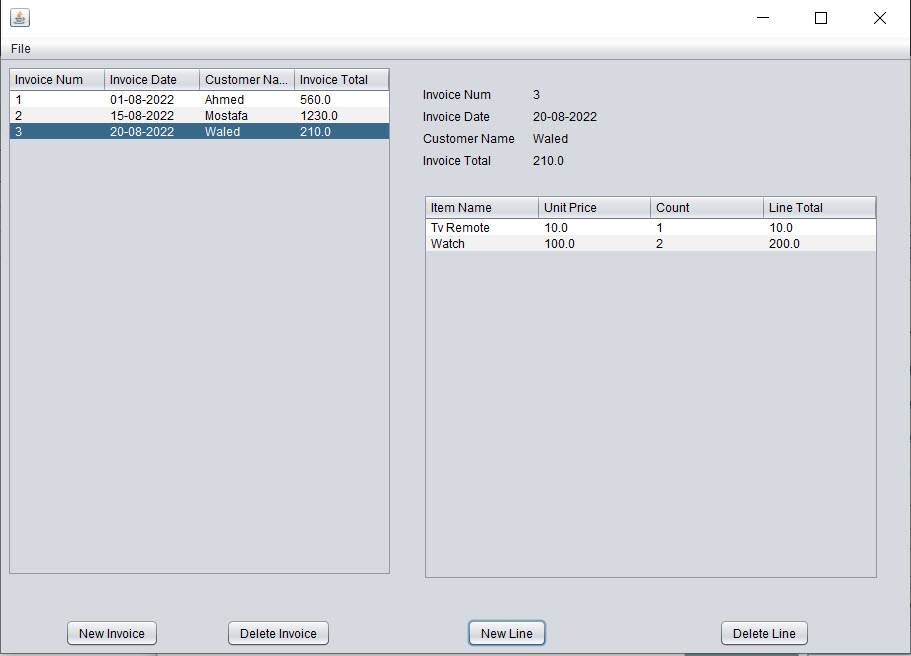 File
Invoice Num Invoice Date Customer Na... Invoice Total
1 01-08-2022 Ahmed 560.0
2 15-08-2022 Mostafa 1230.0
3 20-08-2022 Waled 210.0
Invoice Num 3
Invoice Date 20-08-2022
Customer Name Waled
Invoice Total 210.0
Item Name Unit Price Count Line Total
Tv Remote 10.0 1 10.0
Watch 100.0 2 200.0
New Invoice Delete Invoice New Line Delete Line